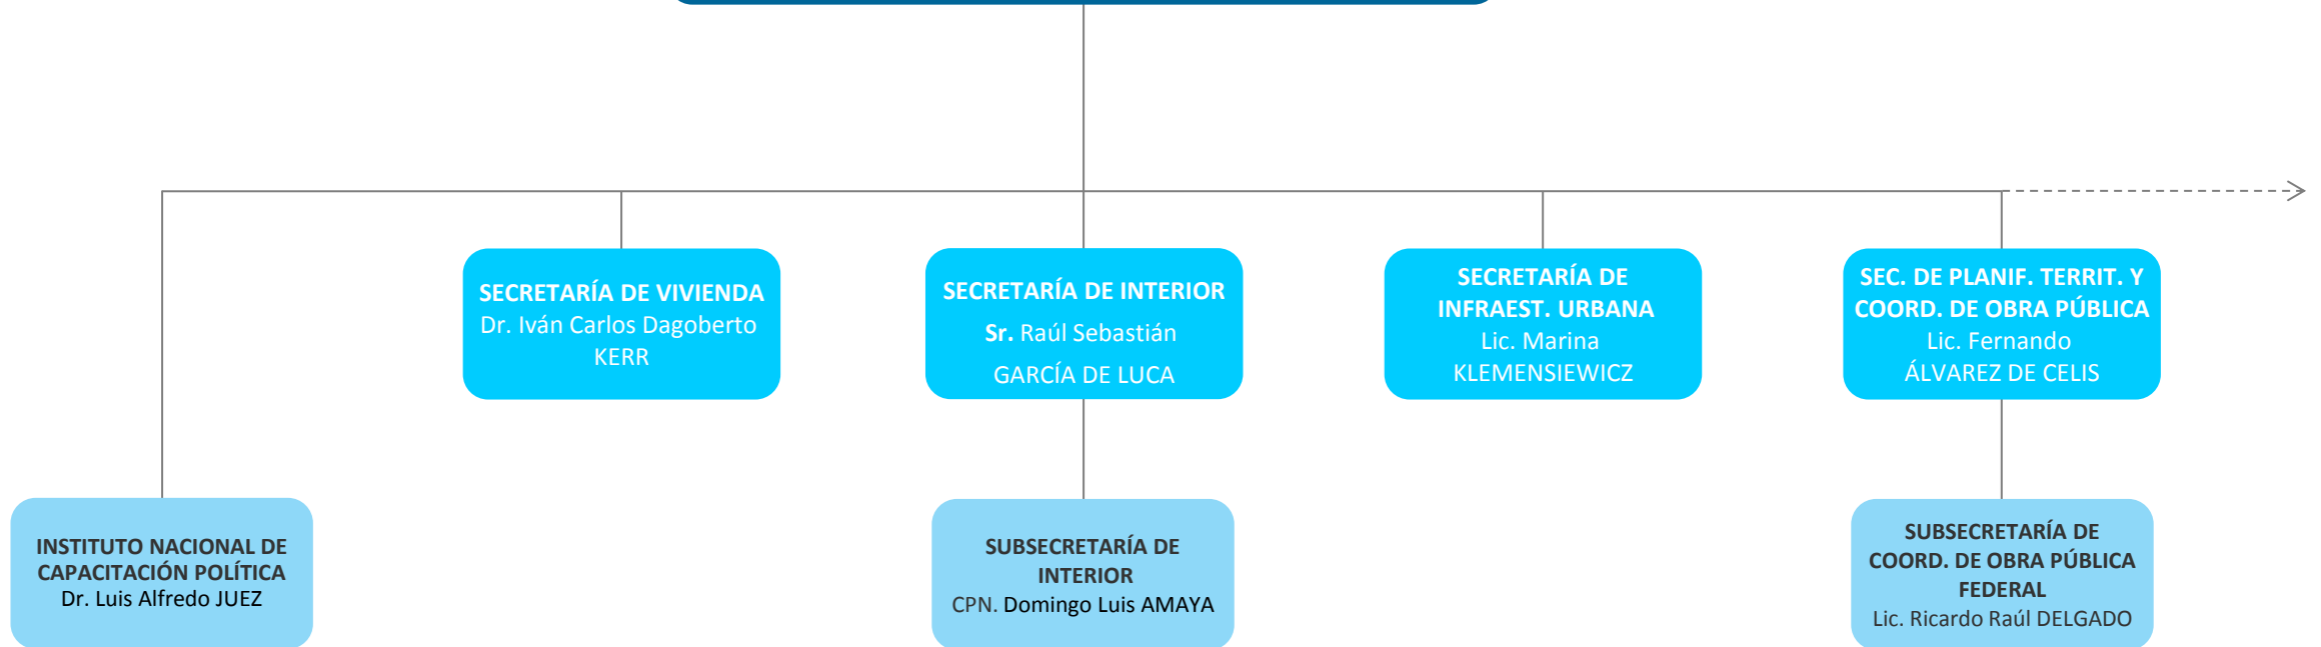 SECRETARÍA DE VIVIENDA
Dr. Iván Carlos Dagoberto
KERR
SECRETARÍA DE INTERIOR
Sr. Raúl Sebastián
GARCÍA DE LUCA
SECRETARÍA DE
INFRAEST. URBANA
Lic. Marina
KLEMENSIEWICZ
SEC. DE PLANIF. TERRIT. Y
COORD. DE OBRA PÚBLICA
Lic. Fernando
ÁLVAREZ DE CELIS
INSTITUTO NACIONAL DE
CAPACITACIÓN POLÍTICA
Dr. Luis Alfredo JUEZ
SUBSECRETARÍA DE
INTERIOR
CPN. Domingo Luis AMAYA
SUBSECRETARÍA DE
COORD. DE OBRA PÚBLICA
FEDERAL
Lic. Ricardo Raúl DELGADO